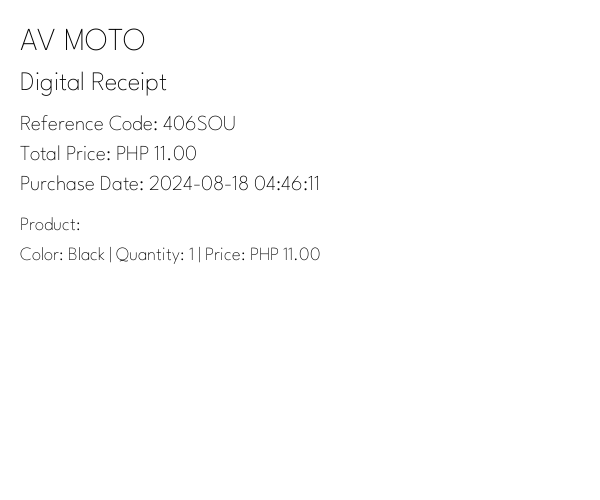 AV MOTO
Digital Receipt
Reference Code: 406SOU
Total Price: PHP 11.00
Purchase Date: 2024-08-18 04:46:11
Product:
Color: Black | Quantity: 1 | Price: PHP 11.00